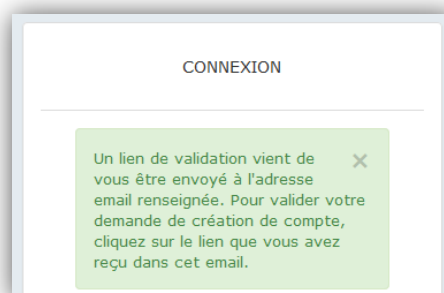 CONNEXION
Un lien de validation vient de
vous être envoyé à l'adresse
email renseignée. Pour valider votre
demande de création de compte,
cliquez sur le lien que vous avez
reçu dans cet email.